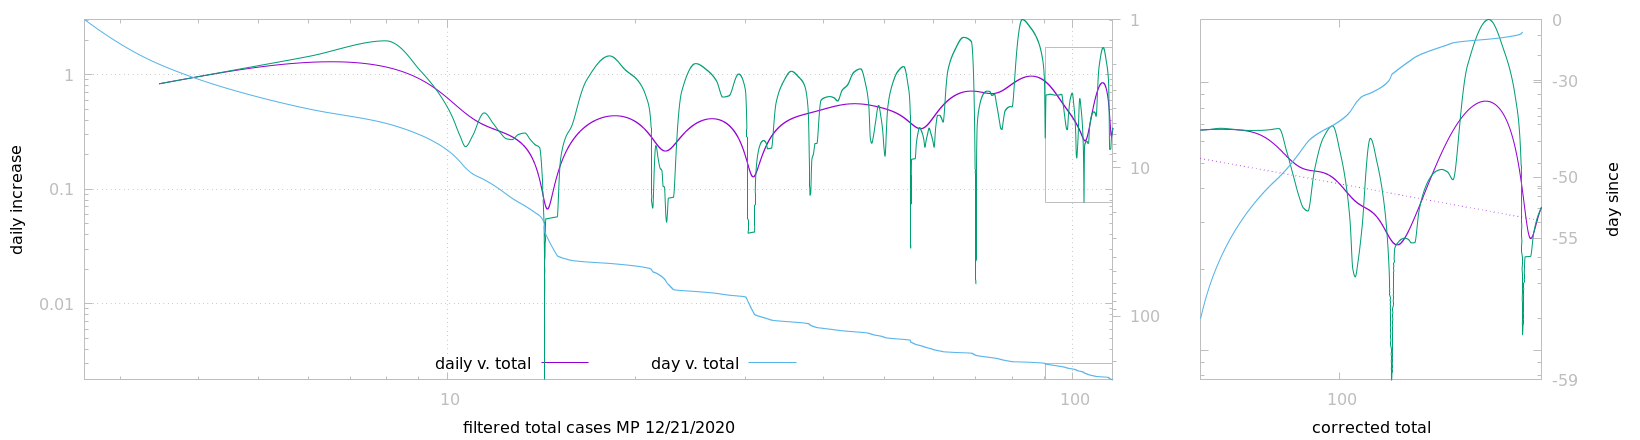 daily increase
1
0.1
0.01
10
100
filtered total cases MP 12/21/2020
daily v. total
day v. total
1
10
100
100
corrected total
0
-30
-50
-55
-59
day since